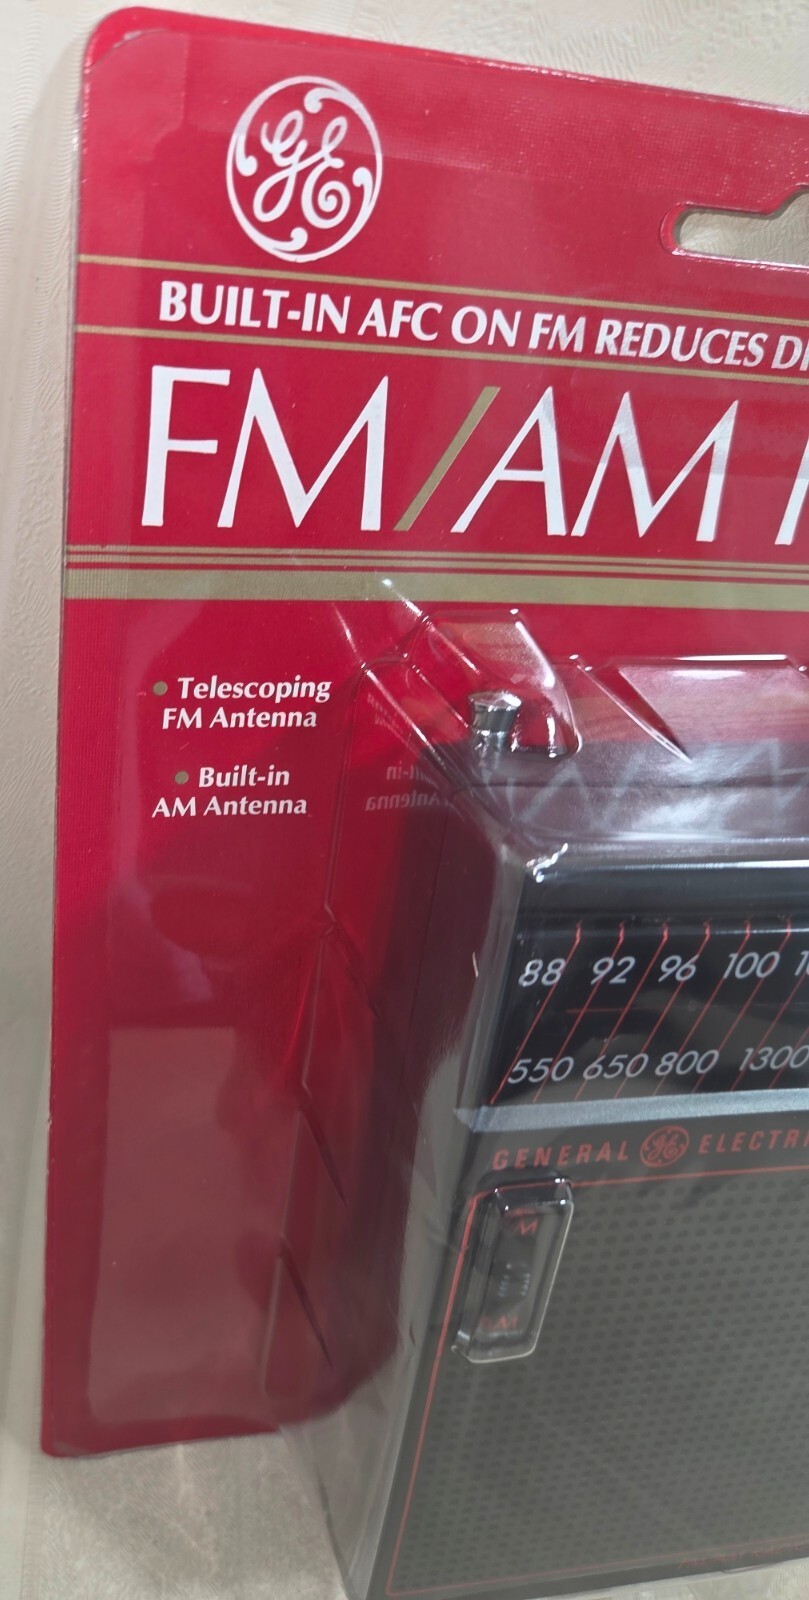 GE
BUILT-IN AFC ON FM REDUCES
FM/AM
• Telescoping
FM Antenna
• Built-in
AM Antenna
88 92 96 100
550 650 800 1300
GENERAL GE ELECTRI